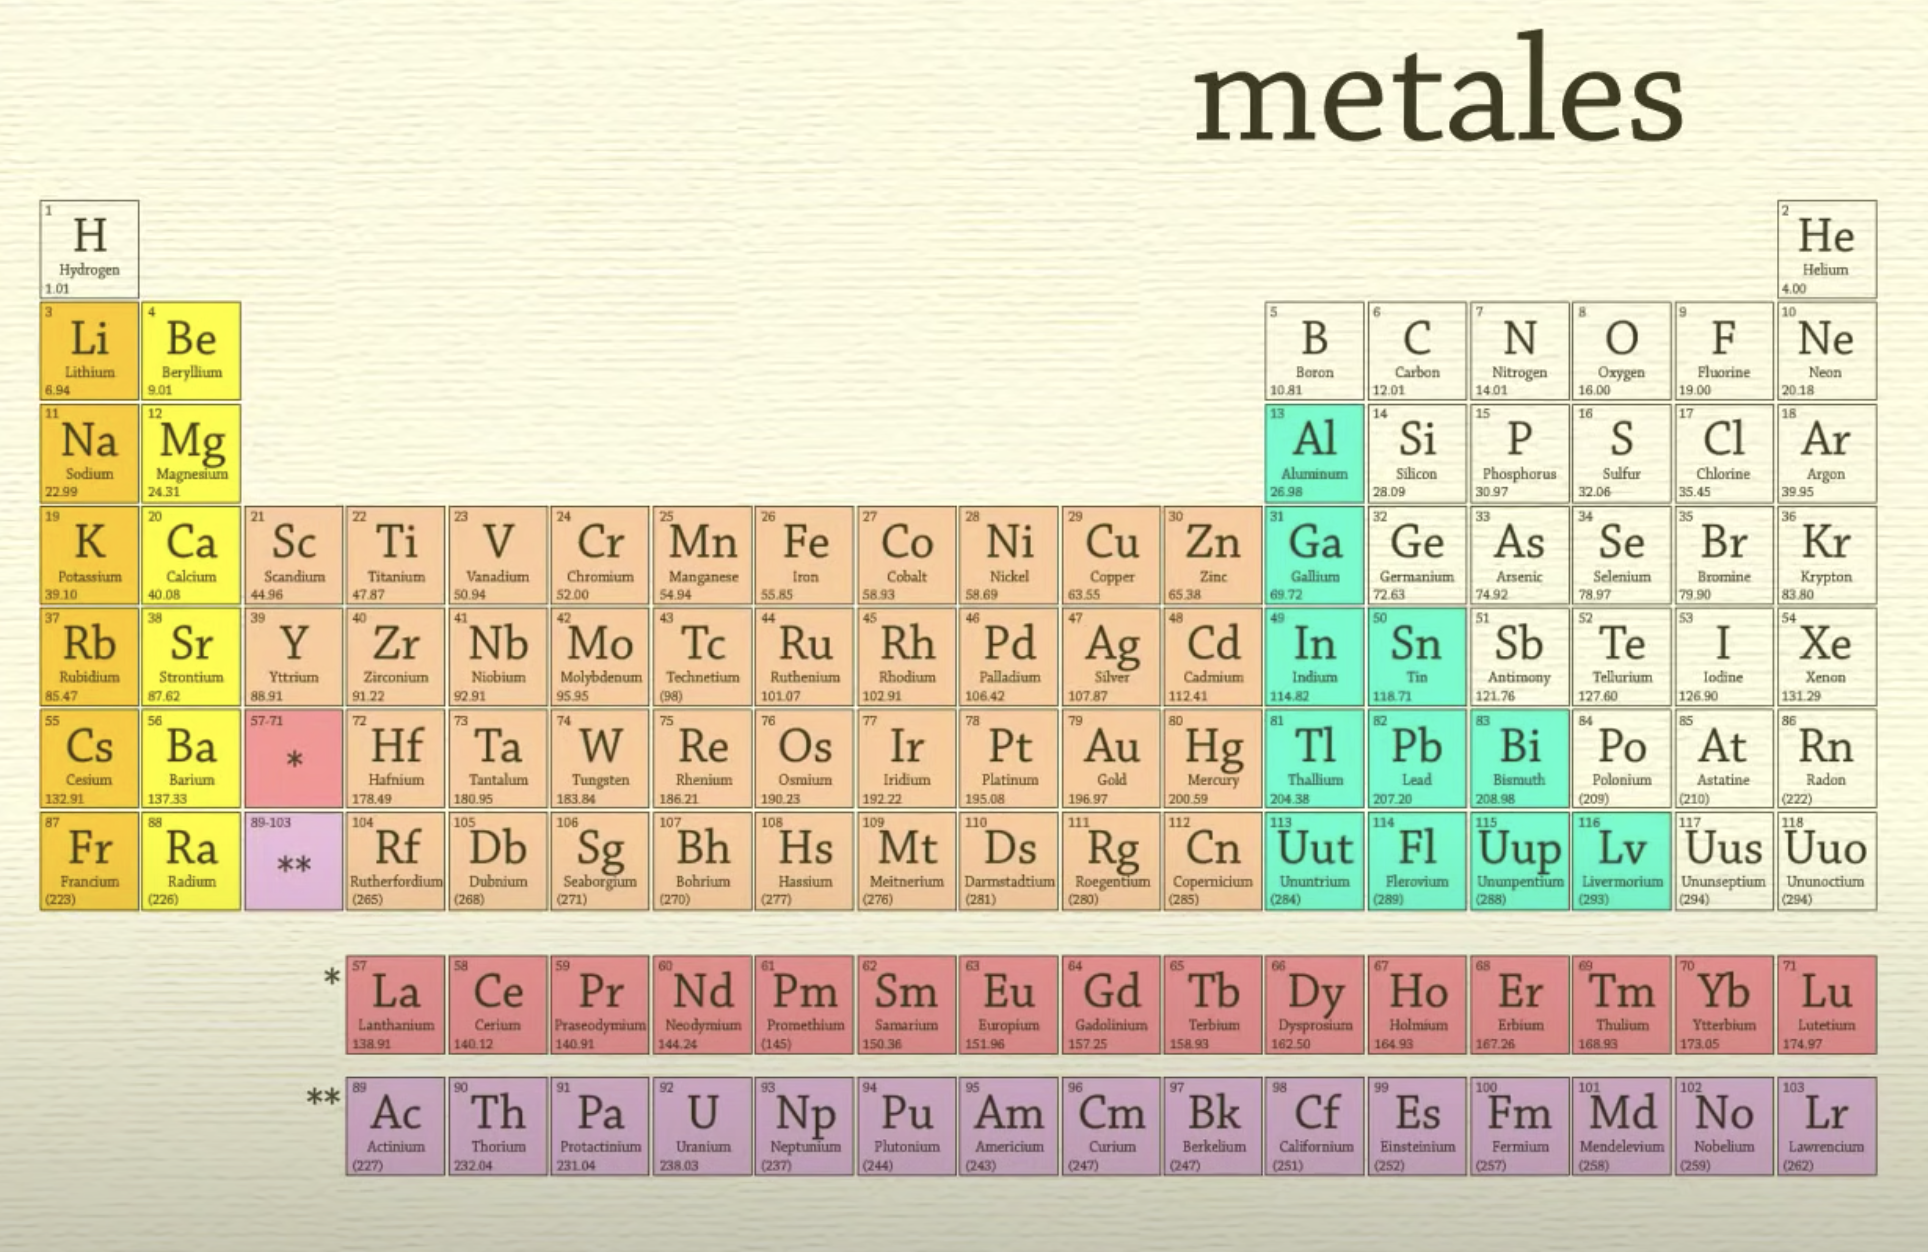 metales
1 2
H He
Hydrogen Helium
1.01 4.00
3 4 5 6 7 8 9 10
Li Be B C N O F Ne
Lithium Beryllium Boron Carbon Nitrogen Oxygen Fluorine Neon
6.94 9.01 10.81 12.01 14.01 16.00 19.00 20.18
11 12 13 14 15 16 17 18
Na Mg Al Si P S Cl Ar
Sodium Magnesium Aluminum Silicon Phosphorus Sulfur Chlorine Argon
22.99 24.31 26.98 28.09 30.97 32.06 35.45 39.95
19 20 21 22 23 24 25 26 27 28 29 30 31 32 33 34 35 36
K Ca Sc Ti V Cr Mn Fe Co Ni Cu Zn Ga Ge As Se Br Kr
Potassium Calcium Scandium Titanium Vanadium Chromium Manganese Iron Cobalt Nickel Copper Zinc Gallium Germanium Arsenic Selenium Bromine Krypton
39.10 40.08 44.96 47.87 50.94 52.00 54.94 55.85 58.93 58.69 63.55 65.38 69.72 72.63 74.92 78.97 79.90 83.80
37 38 39 40 41 42 43 44 45 46 47 48 49 50 51 52 53 54
Rb Sr Y Zr Nb Mo Tc Ru Rh Pd Ag Cd In Sn Sb Te I Xe
Rubidium Strontium Yttrium Zirconium Niobium Molybdenum Technetium Ruthenium Rhodium Palladium Silver Cadmium Indium Tin Antimony Tellurium Iodine Xenon
85.47 87.62 88.91 91.22 92.91 95.95 (98) 101.07 102.91 106.42 107.87 112.41 114.82 118.71 121.76 127.60 126.90 131.29
55 56 57-71 72 73 74 75 76 77 78 79 80 81 82 83 84 85 86
Cs Ba * Hf Ta W Re Os Ir Pt Au Hg Tl Pb Bi Po At Rn
Cesium Barium Hafnium Tantalum Tungsten Rhenium Osmium Iridium Platinum Gold Mercury Thallium Lead Bismuth Polonium Astatine Radon
132.91 137.33 178.49 180.95 183.84 186.21 190.23 192.22 195.08 196.97 200.59 204.38 207.20 208.98 (209) (210) (222)
87 88 89-103 104 105 106 107 108 109 110 111 112 113 114 115 116 117 118
Fr Ra ** Rf Db Sg Bh Hs Mt Ds Rg Cn Uut Fl Uup Lv Uus Uuo
Francium Radium Rutherfordium Dubnium Seaborgium Bohrium Hassium Meitnerium Darmstadtium Roegentium Copernicium Ununtrium Flerovium Ununpentium Livermorium Ununseptium Ununoctium
(223) (226) (265) (268) (271) (270) (277) (276) (281) (280) (285) (284) (289) (288) (293) (294) (294)
57 58 59 60 61 62 63 64 65 66 67 68 69 70 71
* La Ce Pr Nd Pm Sm Eu Gd Tb Dy Ho Er Tm Yb Lu
Lanthanium Cerium Praseodymium Neodymium Promethium Samarium Europium Gadolinium Terbium Dysprosium Holmium Erbium Thulium Ytterbium Lutetium
138.91 140.12 140.91 144.24 (145) 150.36 151.96 157.25 158.93 162.50 164.93 167.26 168.93 173.05 174.97
89 90 91 92 93 94 95 96 97 98 99 100 101 102 103
** Ac Th Pa U Np Pu Am Cm Bk Cf Es Fm Md No Lr
Actinium Thorium Protactinium Uranium Neptunium Plutonium Americium Curium Berkelium Californium Einsteinium Fermium Mendelevium Nobelium Lawrencium
(227) 232.04 231.04 238.03 (237) (244) (243) (247) (247) (251) (252) (257) (258) (259) (262)